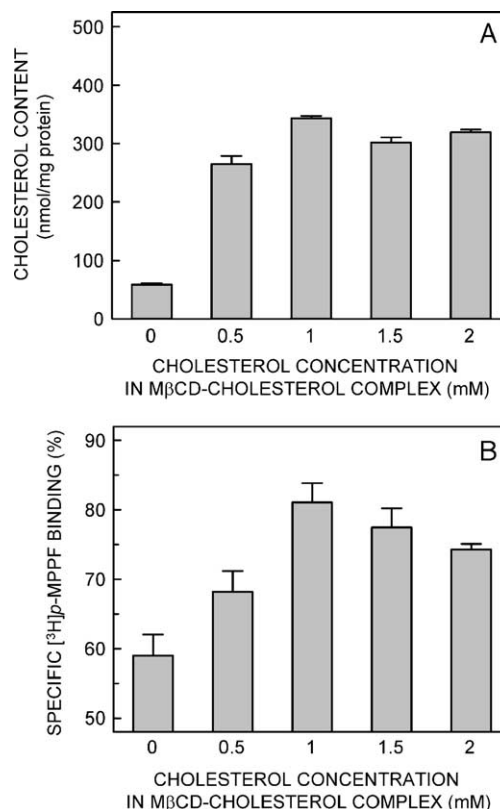 A
500
400
300
200
100
0
CHOLESTEROL CONTENT
(nmol/mg protein)
0 0.5 1 1.5 2
CHOLESTEROL CONCENTRATION
IN MβCD-CHOLESTEROL COMPLEX (mM)
B
90
80
70
60
50
SPECIFIC [³H]p-MPPF BINDING (%)
0 0.5 1 1.5 2
CHOLESTEROL CONCENTRATION
IN MβCD-CHOLESTEROL COMPLEX (mM)